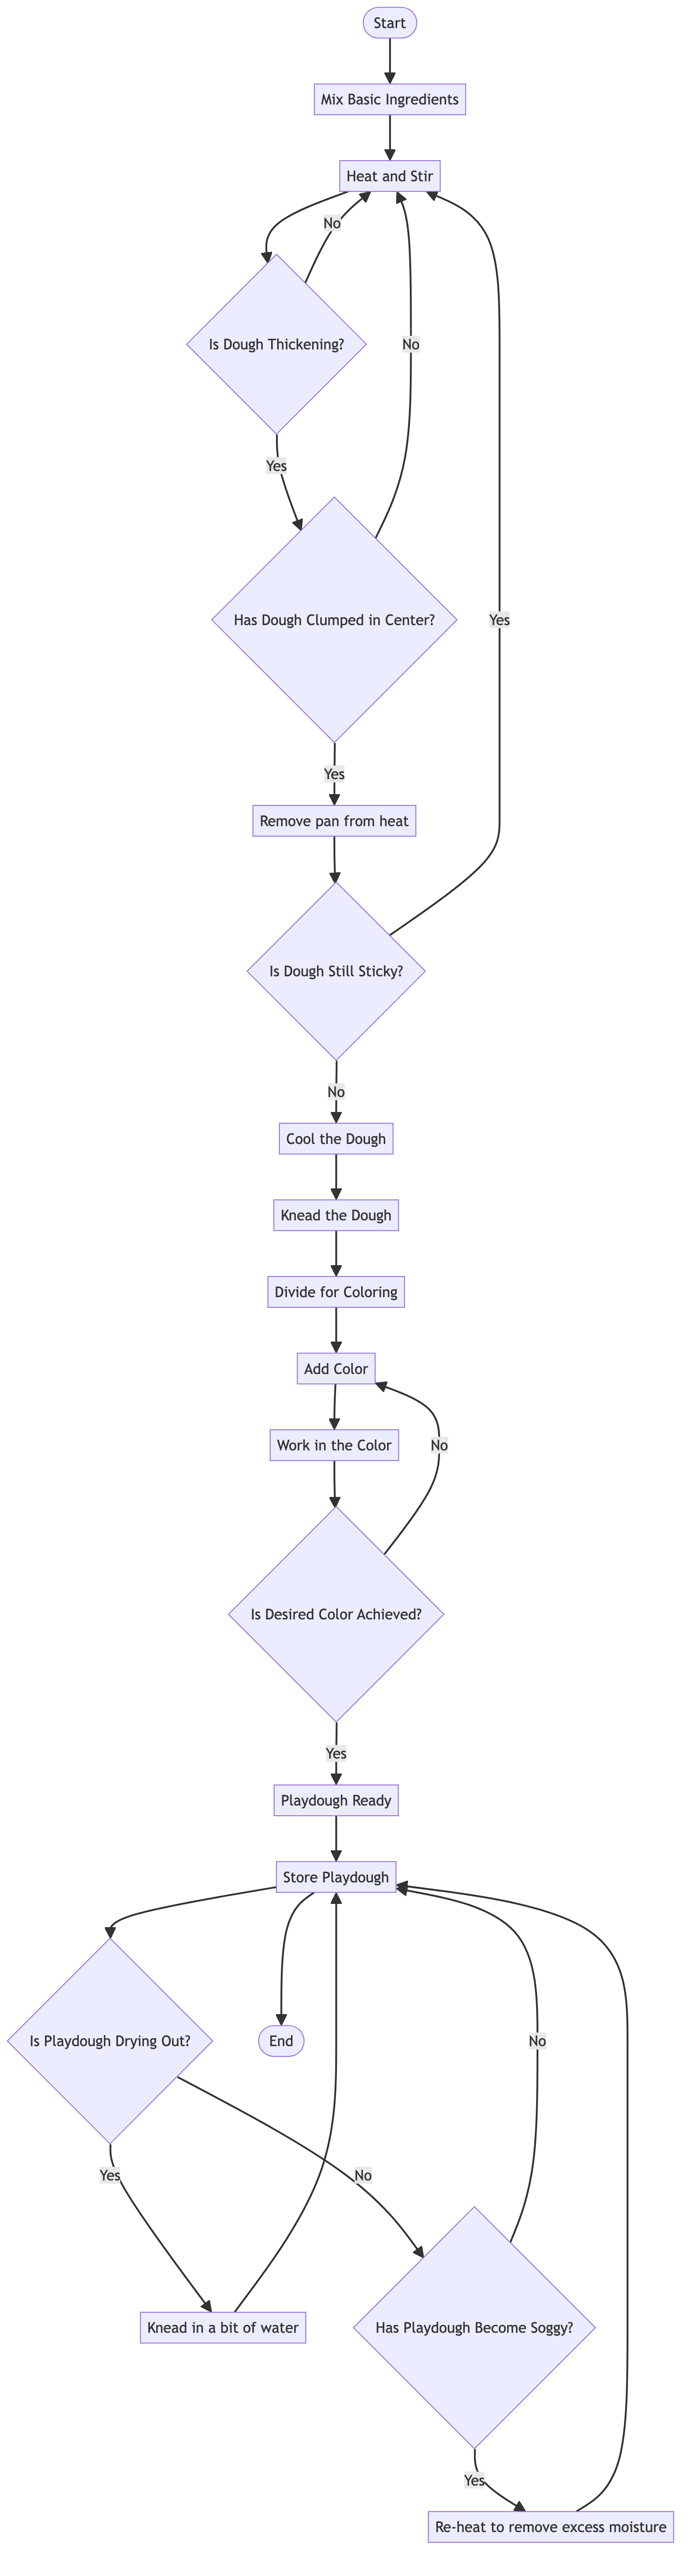 Start
Mix Basic Ingredients
Heat and Stir
No
Is Dough Thickening?
No
Yes
Has Dough Clumped in Center?
Yes
Yes
Remove pan from heat
Is Dough Still Sticky?
No
Cool the Dough
Knead the Dough
Divide for Coloring
Add Color
Work in the Color
No
Is Desired Color Achieved?
Yes
Playdough Ready
Store Playdough
Is Playdough Drying Out?
End
No
Yes
No
Knead in a bit of water
Has Playdough Become Soggy?
Yes
Re-heat to remove excess moisture